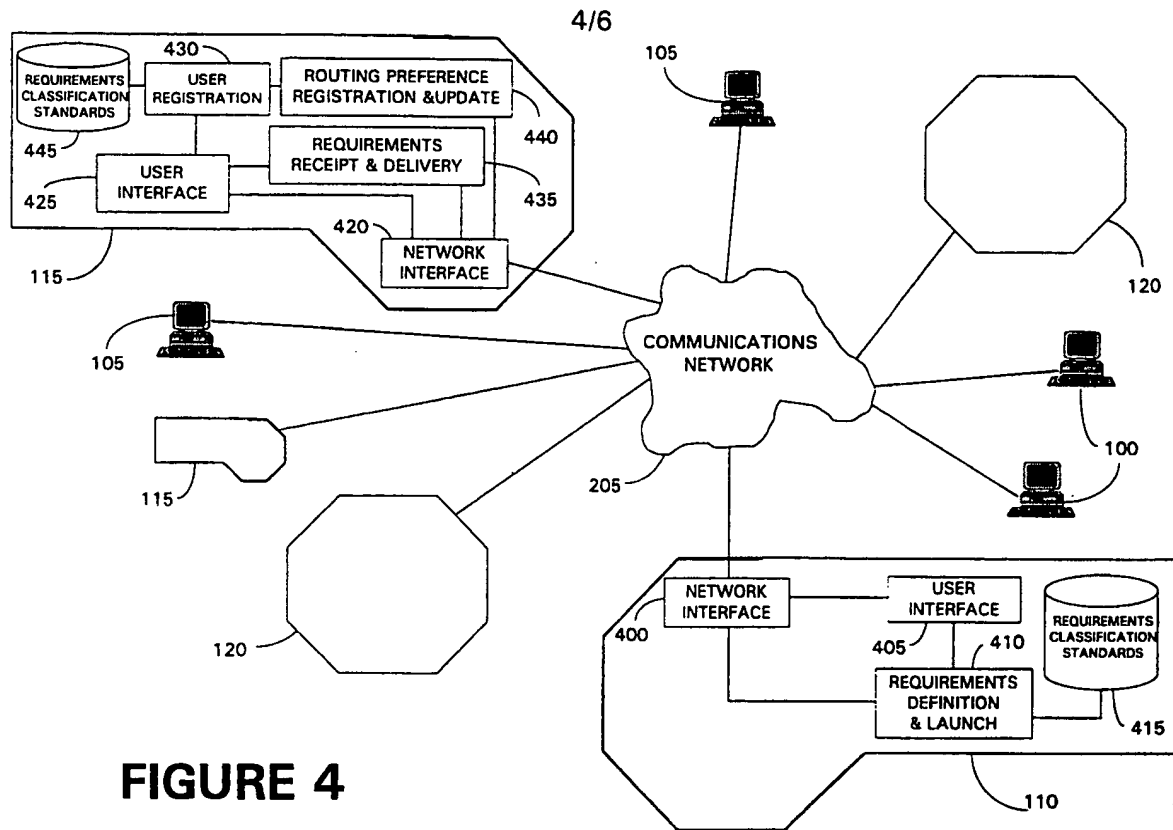 4/6
430
105
REQUIREMENTS
CLASSIFICATION
STANDARDS
USER
REGISTRATION
ROUTING PREFERENCE
REGISTRATION &UPDATE
445
440
REQUIREMENTS
RECEIPT & DELIVERY
425
USER
INTERFACE
435
420
NETWORK
INTERFACE
115
120
105
COMMUNICATIONS
NETWORK
100
115
205
120
NETWORK
INTERFACE
400
USER
INTERFACE
405
410
REQUIREMENTS
CLASSIFICATION
STANDARDS
REQUIREMENTS
DEFINITION
& LAUNCH
415
FIGURE 4
110